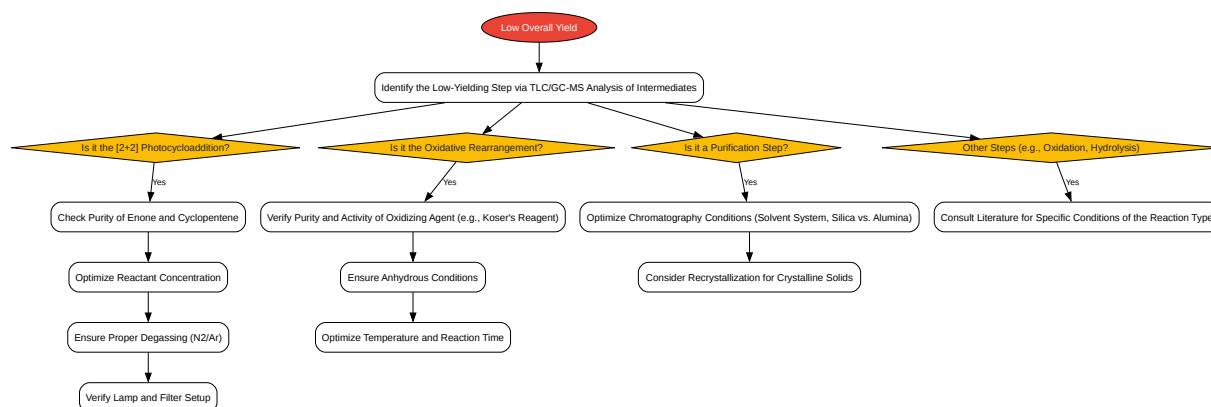 Low Overall Yield
Identify the Low-Yielding Step via TLC/GC-MS Analysis of Intermediates
Is it the [2+2] Photocycloaddition?
Is it the Oxidative Rearrangement?
Is it a Purification Step?
Other Steps (e.g., Oxidation, Hydrolysis)
Yes
Yes
Yes
Yes
Check Purity of Enone and Cyclopentene
Verify Purity and Activity of Oxidizing Agent (e.g., Koser's Reagent)
Optimize Chromatography Conditions (Solvent System, Silica vs. Alumina)
Consult Literature for Specific Conditions of the Reaction Type
Optimize Reactant Concentration
Ensure Anhydrous Conditions
Consider Recrystallization for Crystalline Solids
Ensure Proper Degassing (N2/Ar)
Optimize Temperature and Reaction Time
Verify Lamp and Filter Setup